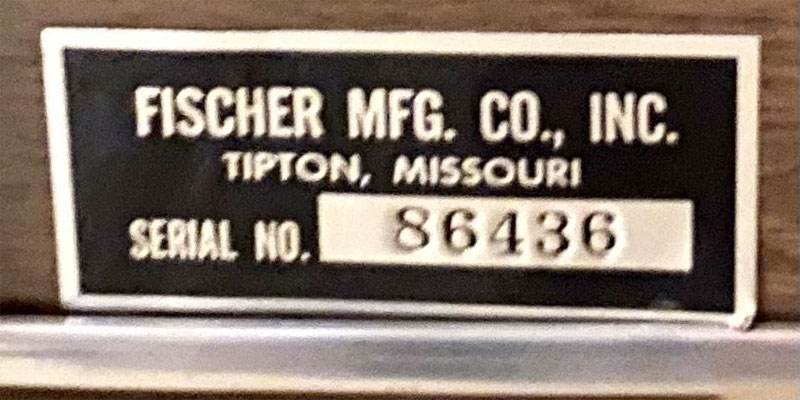 FISCHER MFG. CO., INC.
TIPTON, MISSOURI
SERIAL NO. 86436